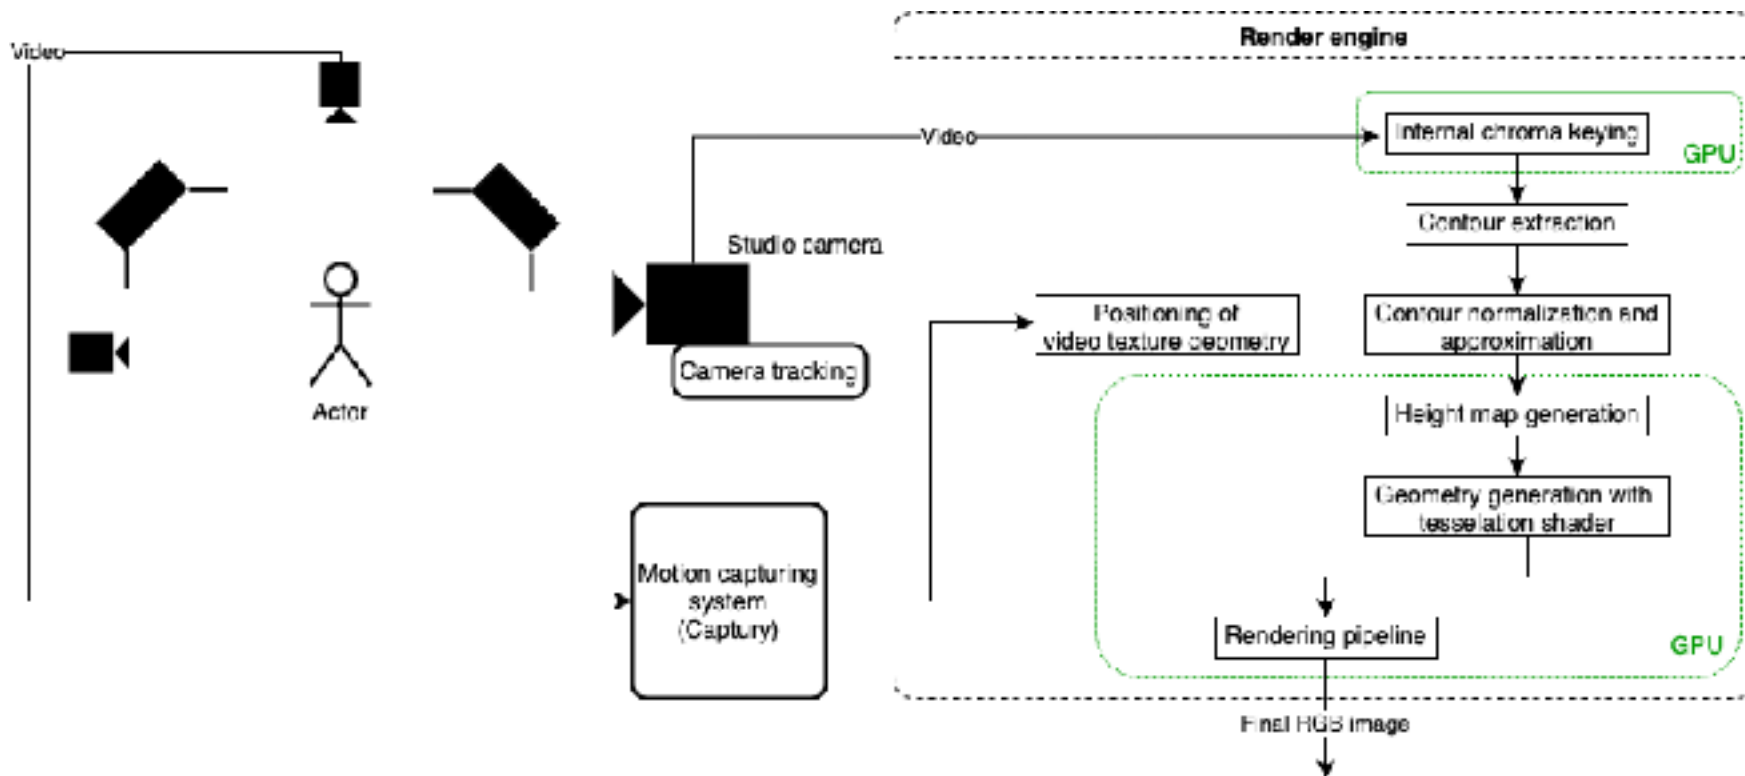 Video
Render engine
Video
Internal chroma keying
GPU
Contour extraction
Studio camera
Positioning of
video texture geometry
Contour normalization and
approximation
Camera tracking
Actor
Height map generation
Geometry generation with
tesselation shader
Motion capturing
system
(Captury)
Rendering pipeline
GPU
Final RGB image